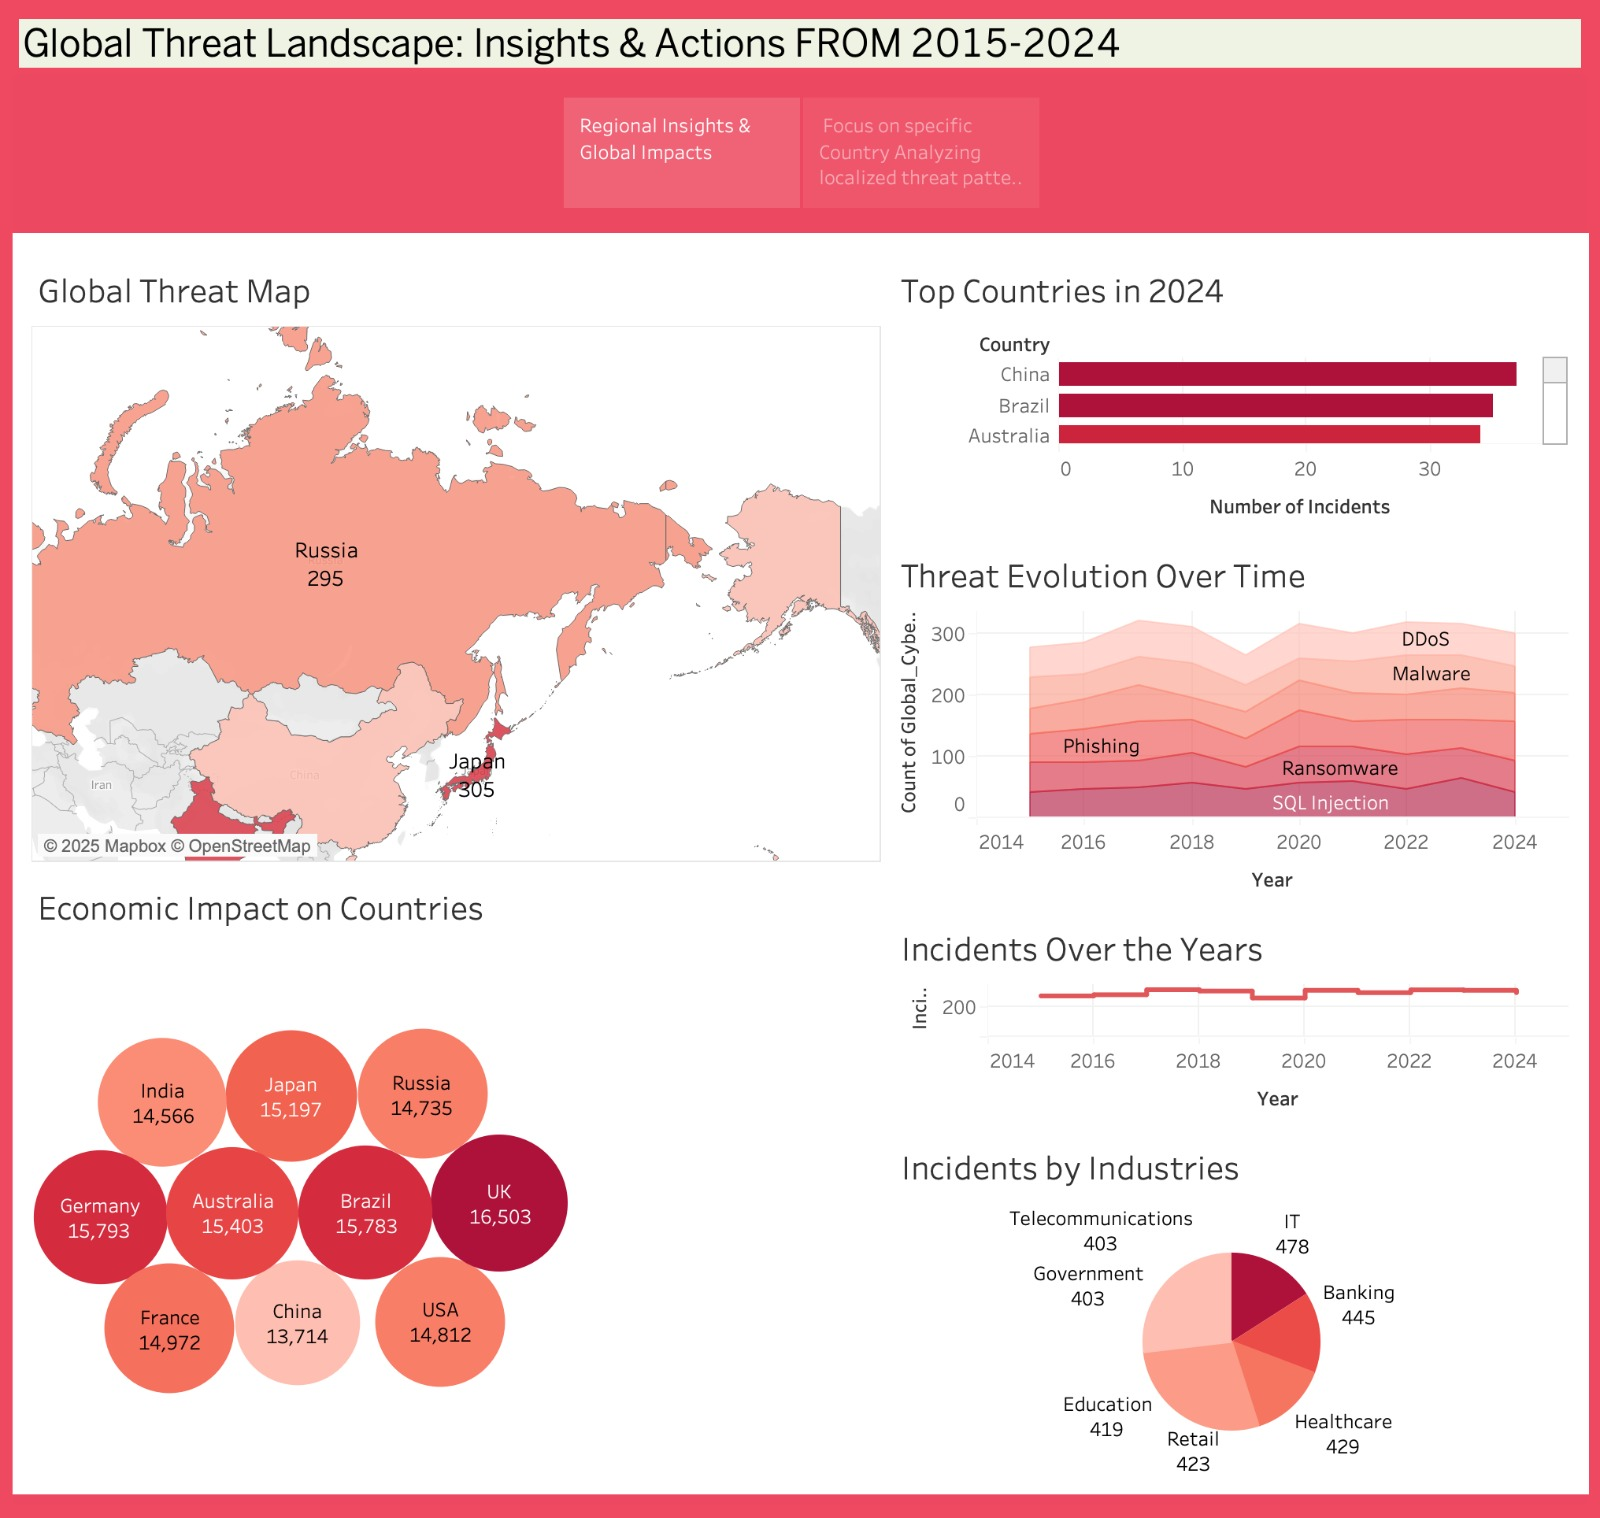 Global Threat Landscape: Insights & Actions FROM 2015-2024
Regional Insights &
Global Impacts
Focus on specific
Country Analyzing
localized threat patte..
Global Threat Map
Russia
295
Japan
305
China
Iran
© 2025 Mapbox © OpenStreetMap
Top Countries in 2024
Country
China
Brazil
Australia
0 10 20 30
Number of Incidents
Threat Evolution Over Time
Count of Global_Cybe..
300
200
100
0
DDoS
Malware
Phishing
Ransomware
SQL Injection
2014 2016 2018 2020 2022 2024
Year
Economic Impact on Countries
India
14,566
Japan
15,197
Russia
14,735
Germany
15,793
Australia
15,403
Brazil
15,783
UK
16,503
France
14,972
China
13,714
USA
14,812
Incidents Over the Years
Inci..
200
2014 2016 2018 2020 2022 2024
Year
Incidents by Industries
Telecommunications
403
IT
478
Government
403
Banking
445
Education
419
Healthcare
429
Retail
423